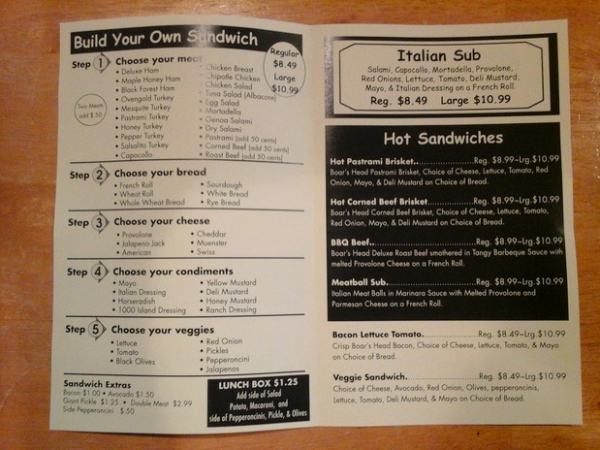 Build Your Own Sandwich
Regular
$8.49
Large
$10.99
Step 1 Choose your meat
• Deluxe Ham
• Maple Honey Ham
• Black Forest Ham
• Ovengold Turkey
• Mesquite Turkey
• Pastrami Turkey
• Honey Turkey
• Pepper Turkey
• Salsalito Turkey
• Capocollo
• Chicken Breast
• Chipotle Chicken
• Chicken Salad
• Tuna Salad (Albacore)
• Egg Salad
• Mortadella
• Genoa Salami
• Dry Salami
• Pastrami (add 50 cents)
• Corned Beef (add 50 cents)
• Roast Beef (add 50 cents)
Two Meats
add $.50
Step 2 Choose your bread
• French Roll
• Wheat Roll
• Whole Wheat Bread
• Sourdough
• White Bread
• Rye Bread
Step 3 Choose your cheese
• Provolone
• Jalapeno Jack
• American
• Cheddar
• Muenster
• Swiss
Step 4 Choose your condiments
• Mayo
• Italian Dressing
• Horseradish
• 1000 Island Dressing
• Yellow Mustard
• Deli Mustard
• Honey Mustard
• Ranch Dressing
Step 5 Choose your veggies
• Lettuce
• Tomato
• Black Olives
• Red Onion
• Pickles
• Pepperoncini
• Jalapenos
Sandwich Extras
Bacon $1.00 • Avocado $1.50
Giant Pickle $1.25 • Double Meat $2.99
Side Pepperoncini $.50
LUNCH BOX $1.25
Add side of Salad
Potato, Macaroni, and
side of Pepperoncinis, Pickle, & Olives
Italian Sub
Salami, Capocollo, Mortadella, Provolone,
Red Onions, Lettuce, Tomato, Deli Mustard,
Mayo, & Italian Dressing on a French Roll.
Reg. $8.49 Large $10.99
Hot Sandwiches
Hot Pastrami Brisket..................Reg. $8.99~Lrg.$10.99
Boar's Head Pastrami Brisket, Choice of Cheese, Lettuce, Tomato, Red
Onion, Mayo, & Deli Mustard on Choice of Bread.
Hot Corned Beef Brisket...............Reg. $8.99~Lrg.$10.99
Boar's Head Corned Beef Brisket, Choice of Cheese, Lettuce, Tomato,
Red Onion, Mayo, & Deli Mustard on Choice of Bread.
BBQ Beef..............................Reg. $8.99~Lrg.$10.99
Boar's Head Deluxe Roast Beef smothered in Tangy Barbeque Sauce with
melted Provolone Cheese on a French Roll.
Meatball Sub..........................Reg. $8.99~Lrg.$10.99
Italian Meat Balls in Marinara Sauce with Melted Provolone and
Parmesan Cheese on a French Roll.
Bacon Lettuce Tomato..................Reg. $8.49~Lrg.$10.99
Crisp Boar's Head Bacon, Choice of Cheese, Lettuce, Tomato, & Mayo
on Choice of Bread.
Veggie Sandwich.......................Reg. $8.49~Lrg.$10.99
Choice of Cheese, Avocado, Red Onion, Olives, pepperoncinis,
Lettuce, Tomato, Deli Mustard, & Mayo on Choice of Bread.